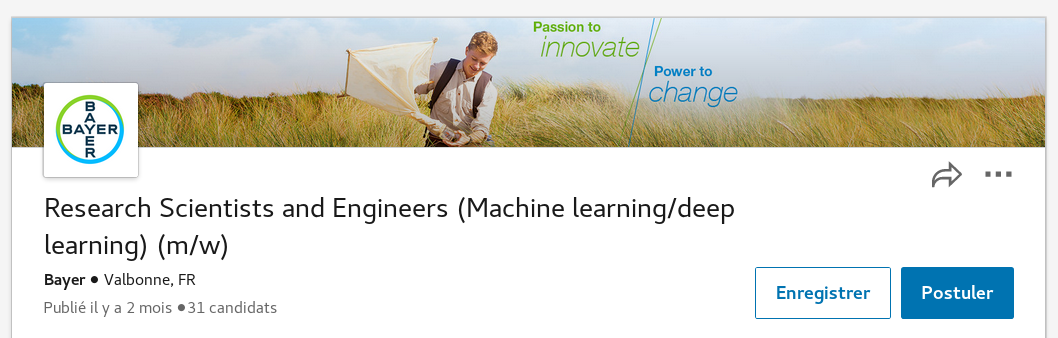 Passion to
innovate
Power to
change
BAYER
BAYER
Research Scientists and Engineers (Machine learning/deep
learning) (m/w)
Bayer ● Valbonne, FR
Publié il y a 2 mois ●31 candidats
Enregistrer
Postuler